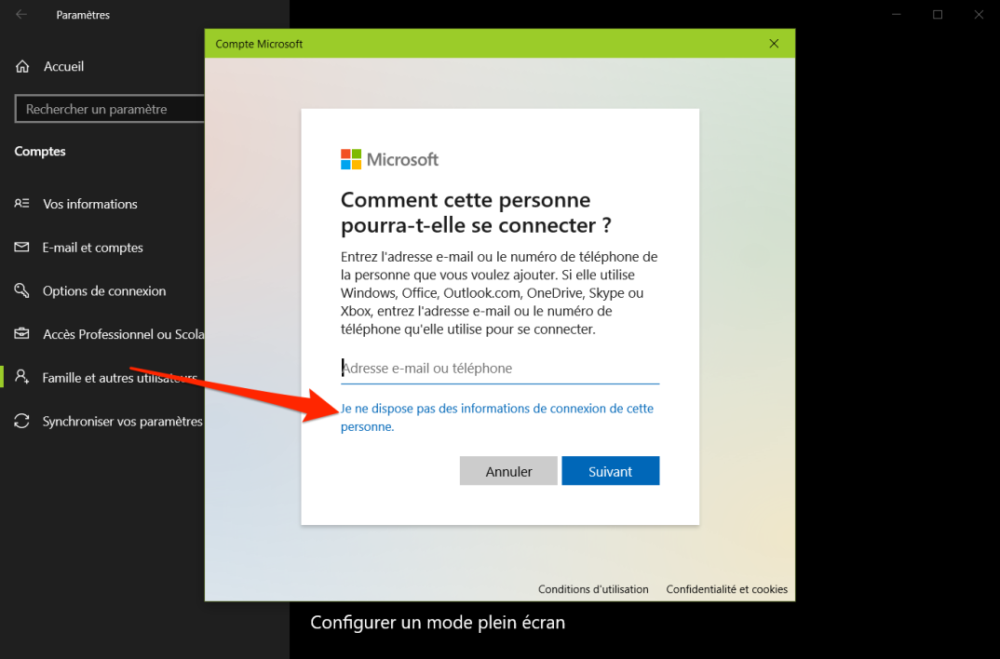 Paramètres
Accueil
Rechercher un paramètre
Comptes
Vos informations
E-mail et comptes
Options de connexion
Accès Professionnel ou Scola
Famille et autres utilisateurs
Synchroniser vos paramètres
Compte Microsoft
Microsoft
Comment cette personne
pourra-t-elle se connecter ?
Entrez l'adresse e-mail ou le numéro de téléphone de
la personne que vous voulez ajouter. Si elle utilise
Windows, Office, Outlook.com, OneDrive, Skype ou
Xbox, entrez l'adresse e-mail ou le numéro de
téléphone qu'elle utilise pour se connecter.
Adresse e-mail ou téléphone
Je ne dispose pas des informations de connexion de cette
personne.
Annuler
Suivant
Conditions d'utilisation
Confidentialité et cookies
Configurer un mode plein écran